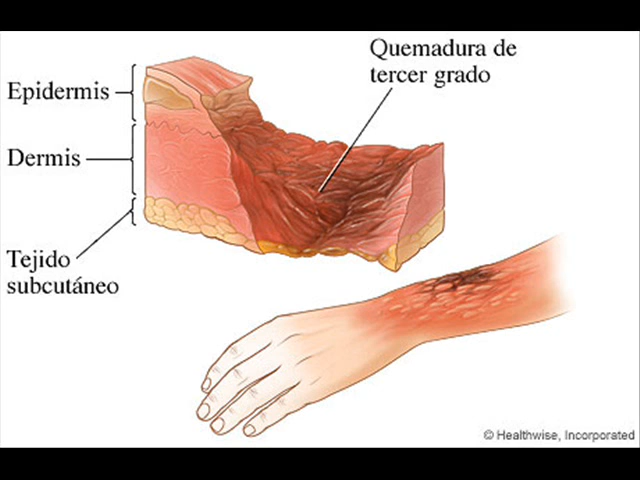 Quemadura de
tercer grado
Epidermis
Dermis
Tejido
subcutáneo
© Healthwise, Incorporated